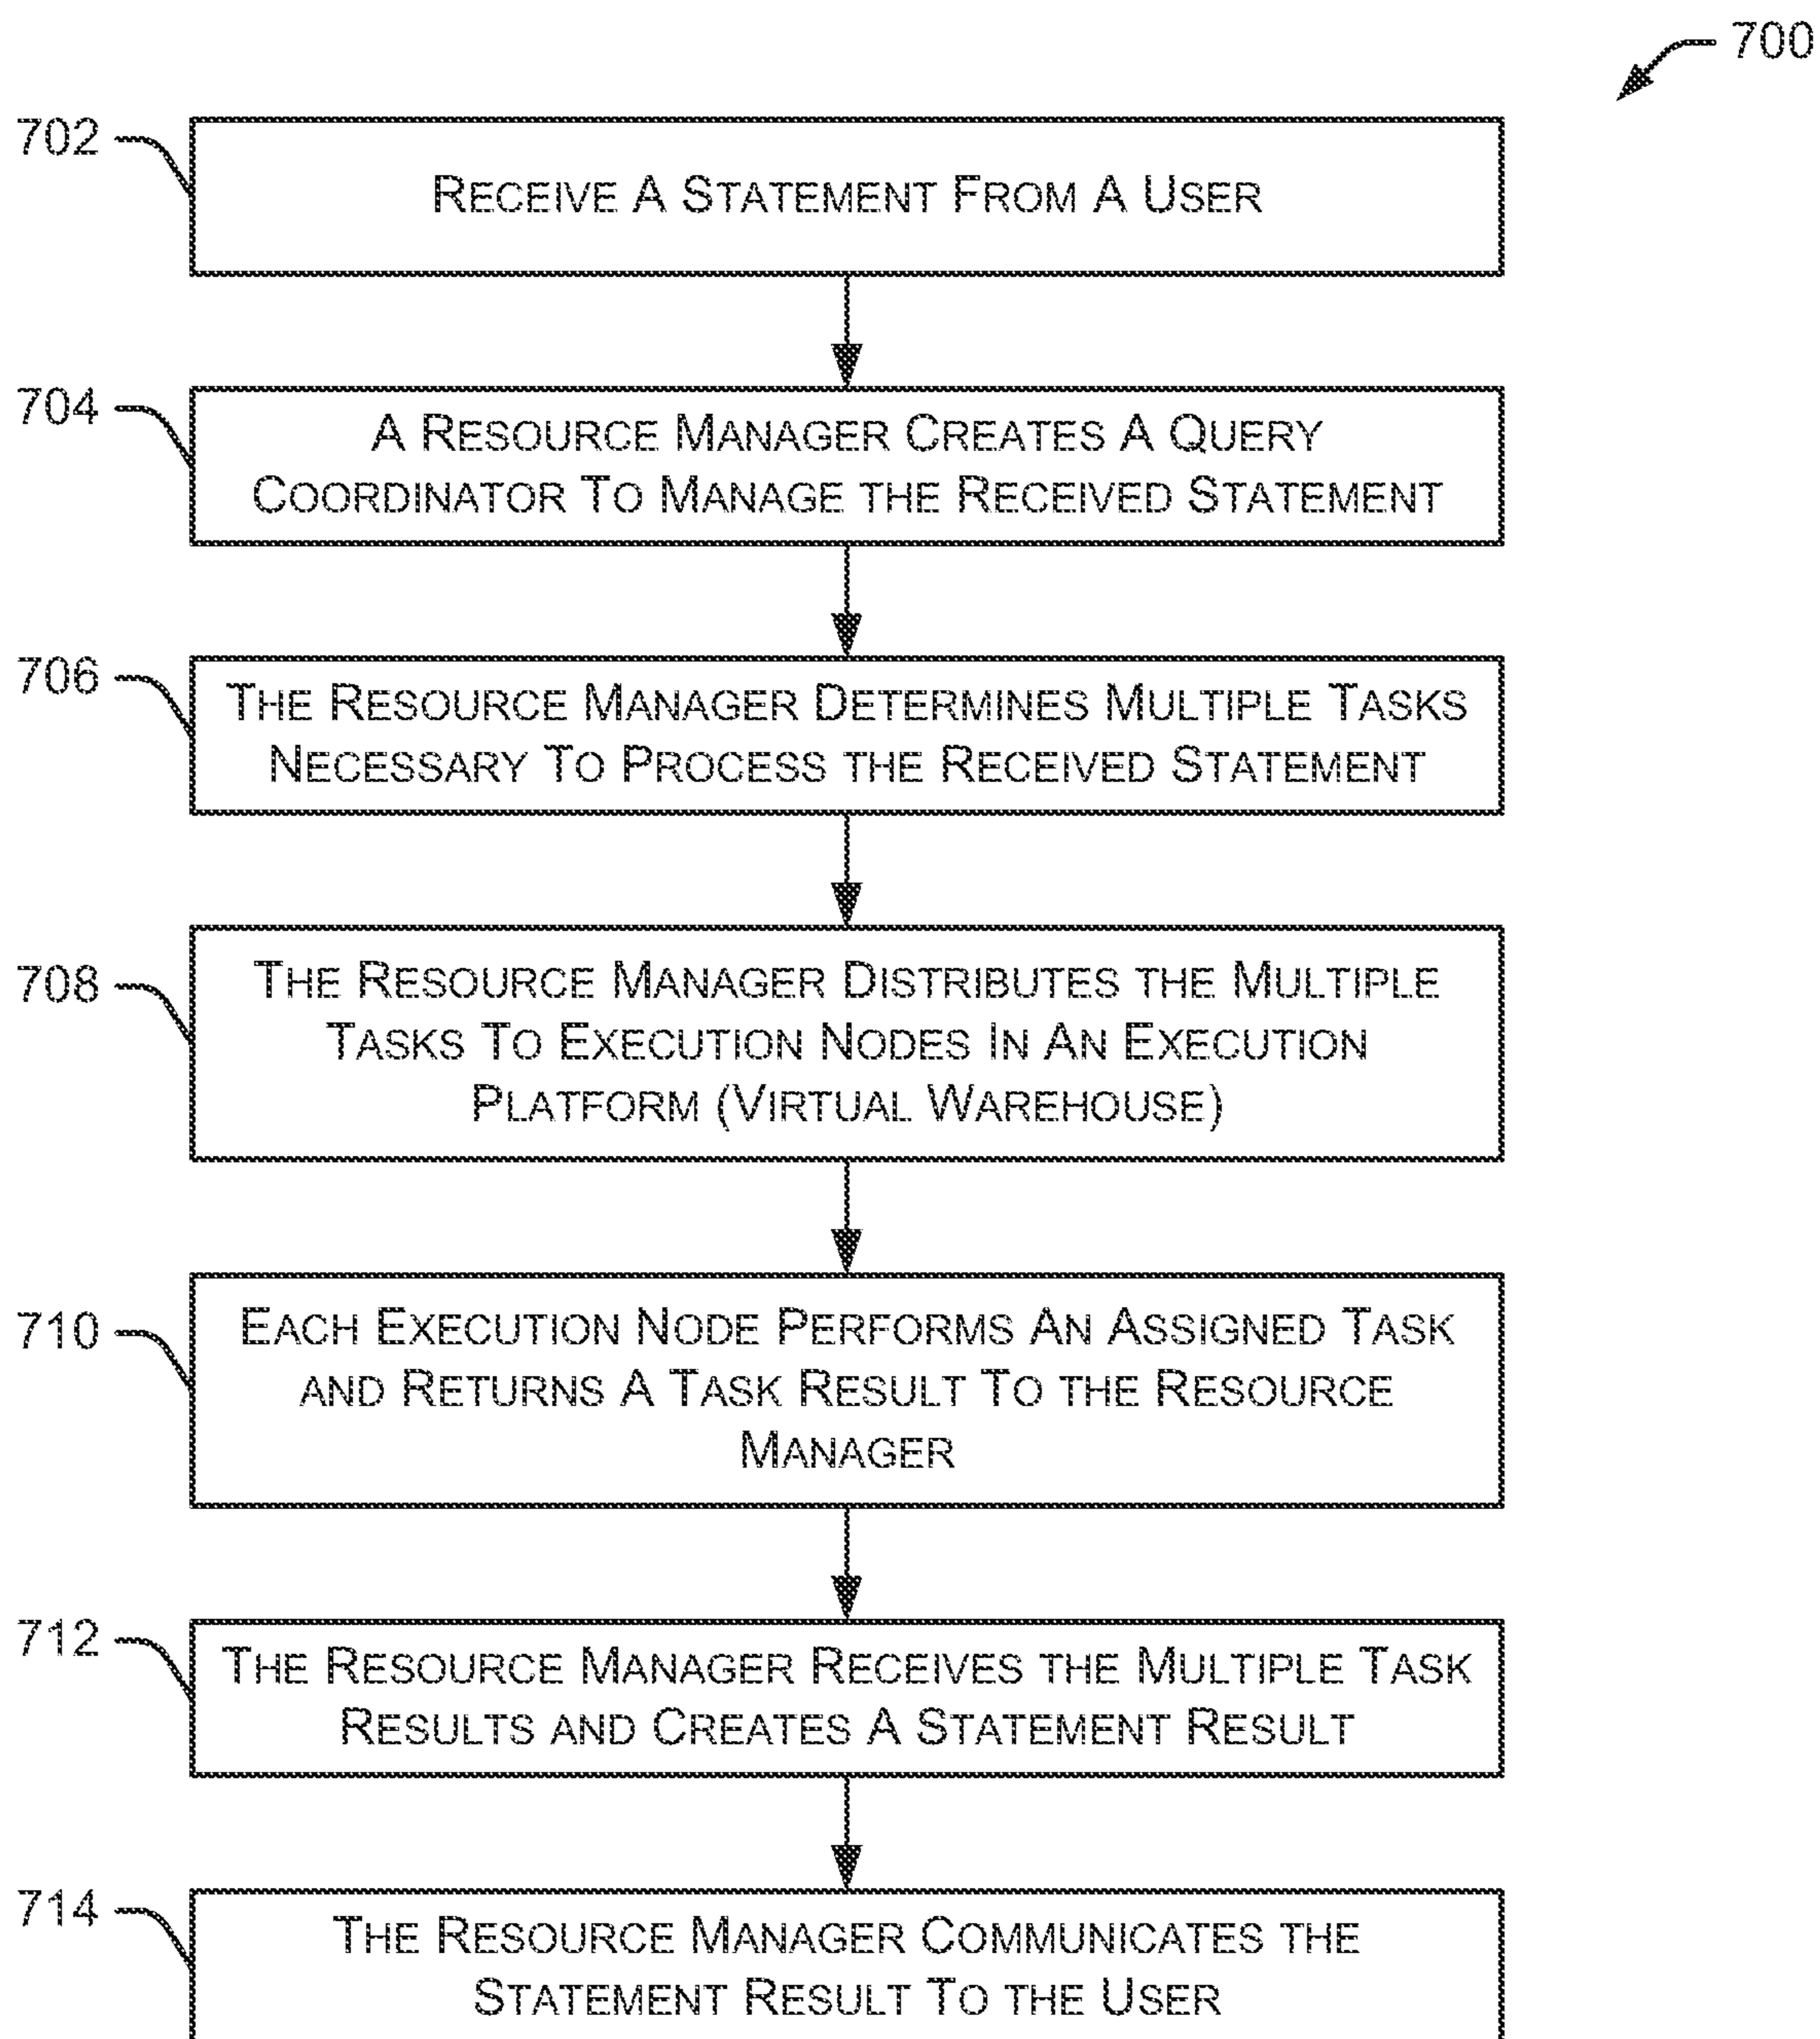 700
702
RECEIVE A STATEMENT FROM A USER
704
A RESOURCE MANAGER CREATES A QUERY
COORDINATOR TO MANAGE THE RECEIVED STATEMENT
706
THE RESOURCE MANAGER DETERMINES MULTIPLE TASKS
NECESSARY TO PROCESS THE RECEIVED STATEMENT
708
THE RESOURCE MANAGER DISTRIBUTES THE MULTIPLE
TASKS TO EXECUTION NODES IN AN EXECUTION
PLATFORM (VIRTUAL WAREHOUSE)
710
EACH EXECUTION NODE PERFORMS AN ASSIGNED TASK
AND RETURNS A TASK RESULT TO THE RESOURCE
MANAGER
712
THE RESOURCE MANAGER RECEIVES THE MULTIPLE TASK
RESULTS AND CREATES A STATEMENT RESULT
714
THE RESOURCE MANAGER COMMUNICATES THE
STATEMENT RESULT TO THE USER